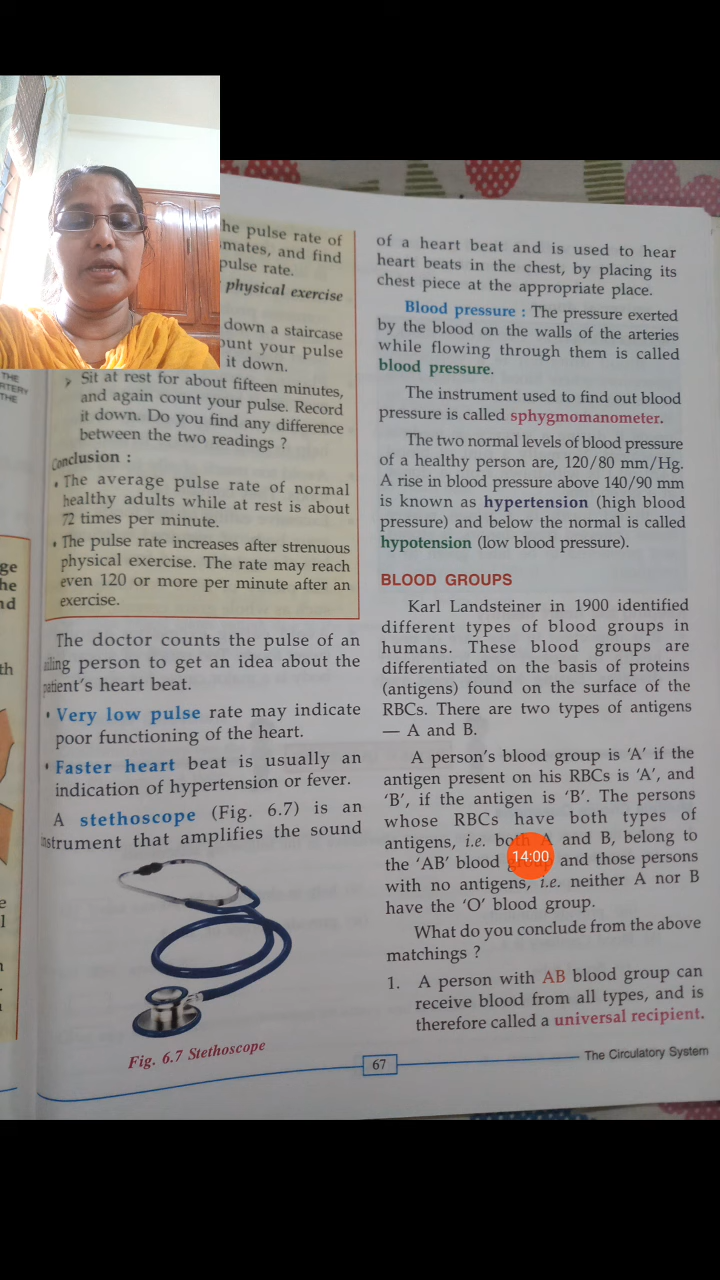 he pulse rate of
mates, and find
pulse rate.
physical exercise
down a staircase
unt your pulse
it down.
Sit at rest for about fifteen minutes,
and again count your pulse. Record
it down. Do you find any difference
between the two readings ?
Conclusion :
• The average pulse rate of normal
healthy adults while at rest is about
72 times per minute.
• The pulse rate increases after strenuous
physical exercise. The rate may reach
even 120 or more per minute after an
exercise.
The doctor counts the pulse of an
ailing person to get an idea about the
patient's heart beat.
• Very low pulse rate may indicate
poor functioning of the heart.
• Faster heart beat is usually an
indication of hypertension or fever.
A stethoscope (Fig. 6.7) is an
instrument that amplifies the sound
Fig. 6.7 Stethoscope
of a heart beat and is used to hear
heart beats in the chest, by placing its
chest piece at the appropriate place.
Blood pressure : The pressure exerted
by the blood on the walls of the arteries
while flowing through them is called
blood pressure.
The instrument used to find out blood
pressure is called sphygmomanometer.
The two normal levels of blood pressure
of a healthy person are, 120/80 mm/Hg.
A rise in blood pressure above 140/90 mm
is known as hypertension (high blood
pressure) and below the normal is called
hypotension (low blood pressure).
BLOOD GROUPS
Karl Landsteiner in 1900 identified
different types of blood groups in
humans. These blood groups are
differentiated on the basis of proteins
(antigens) found on the surface of the
RBCs. There are two types of antigens
— A and B.
A person's blood group is 'A' if the
antigen present on his RBCs is 'A', and
'B', if the antigen is 'B'. The persons
whose RBCs have both types of
antigens, i.e. both A and B, belong to
the 'AB' blood group and those persons
with no antigens, i.e. neither A nor B
have the 'O' blood group.
14:00
What do you conclude from the above
matchings ?
1. A person with AB blood group can
receive blood from all types, and is
therefore called a universal recipient.
67
The Circulatory System
THE
RTERY
THE
ge
he
nd
th